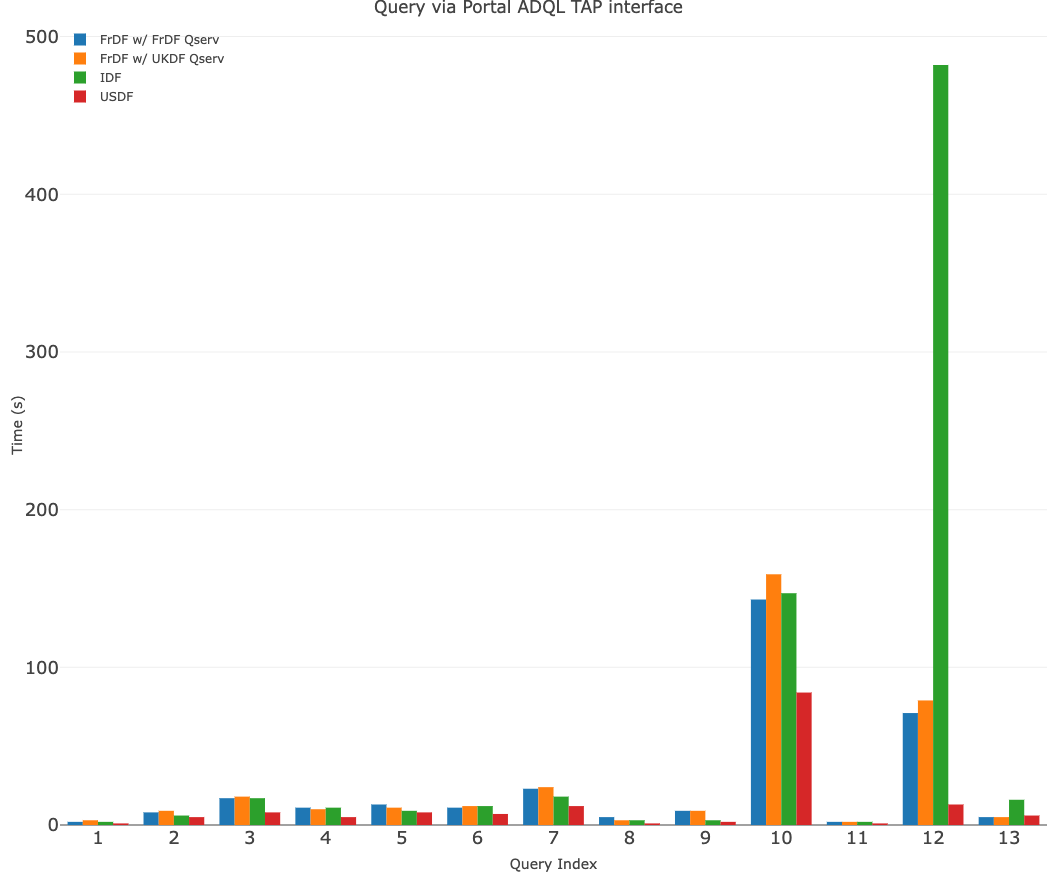 Query via Portal ADQL TAP interface
FrDF w/ FrDF Qserv
FrDF w/ UKDF Qserv
IDF
USDF
500
400
300
200
100
0
Time (s)
1 2 3 4 5 6 7 8 9 10 11 12 13
Query Index